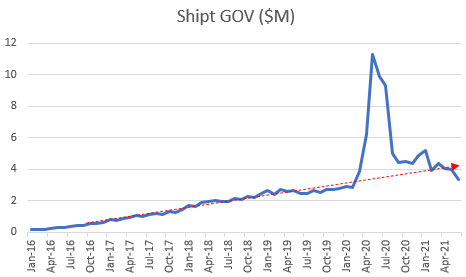 Shipt GOV ($M)
12
10
8
6
4
2
0
Jan-16
Apr-16
Jul-16
Oct-16
Jan-17
Apr-17
Jul-17
Oct-17
Jan-18
Apr-18
Jul-18
Oct-18
Jan-19
Apr-19
Jul-19
Oct-19
Jan-20
Apr-20
Jul-20
Oct-20
Jan-21
Apr-21